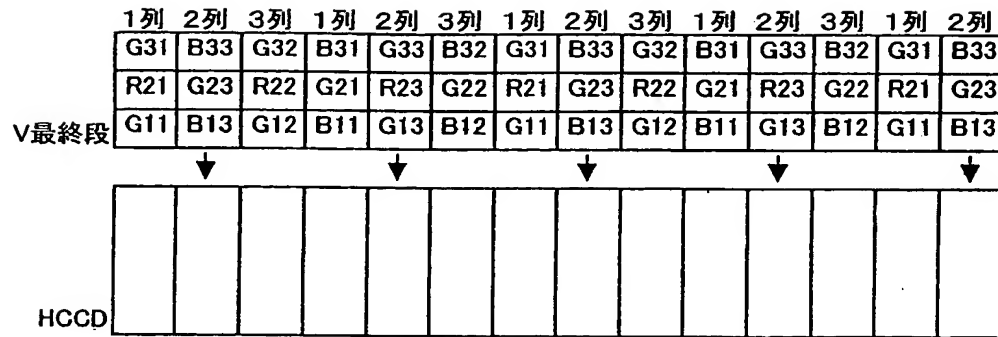 1列 2列 3列 1列 2列 3列 1列 2列 3列 1列 2列 3列 1列 2列
G31 B33 G32 B31 G33 B32 G31 B33 G32 B31 G33 B32 G31 B33
R21 G23 R22 G21 R23 G22 R21 G23 R22 G21 R23 G22 R21 G23
V最終段 G11 B13 G12 B11 G13 B12 G11 B13 G12 B11 G13 B12 G11 B13
HCCD